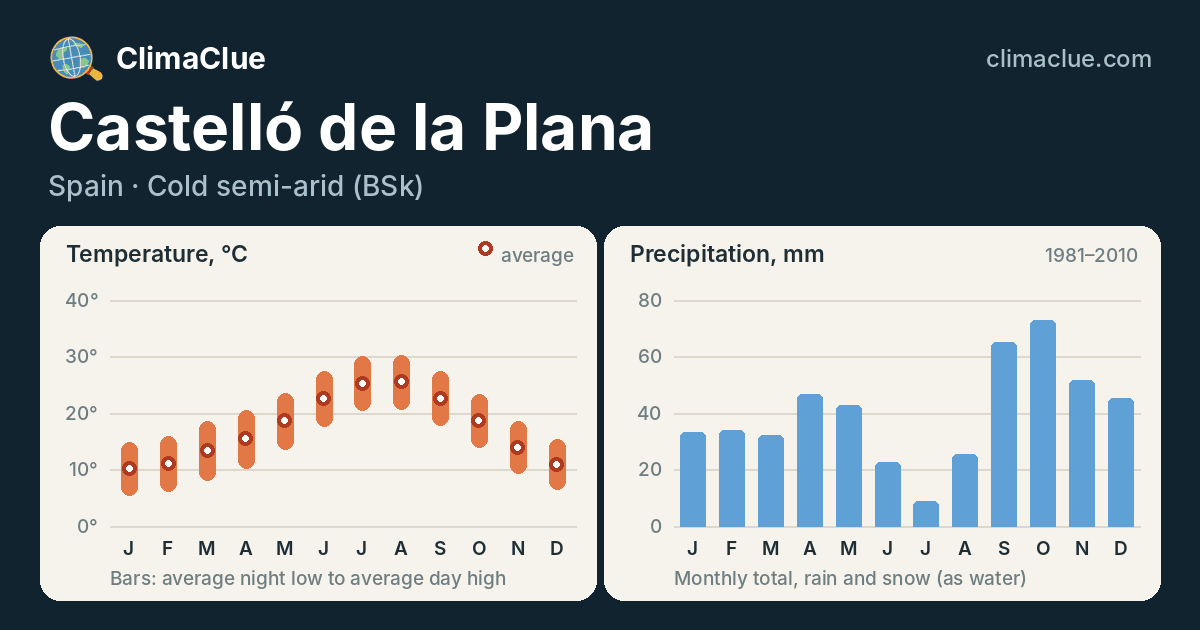 ClimaClue
climaclue.com
Castelló de la Plana
Spain · Cold semi-arid (BSk)
Temperature, °C
average
40°
30°
20°
10°
0°
J F M A M J J A S O N D
Bars: average night low to average day high
Precipitation, mm
1981–2010
80
60
40
20
0
J F M A M J J A S O N D
Monthly total, rain and snow (as water)